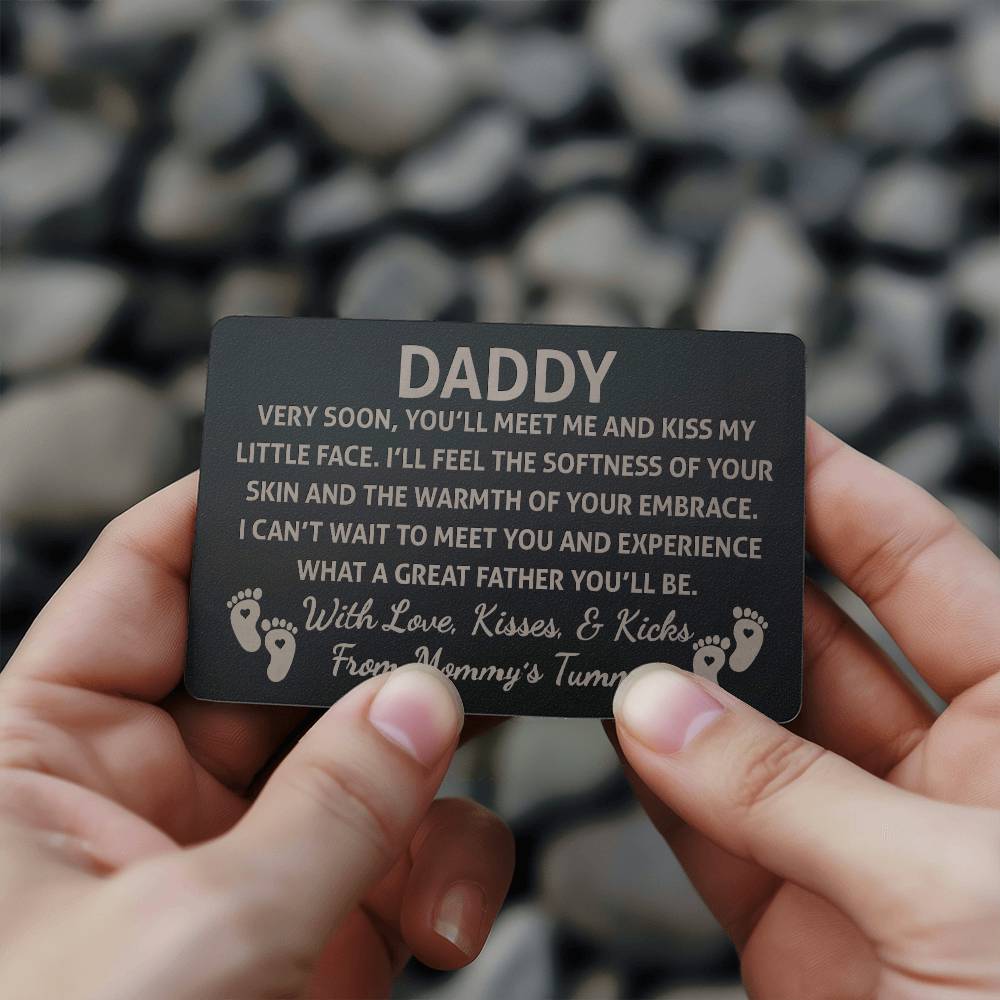 DADDY
VERY SOON, YOU'LL MEET ME AND KISS MY
LITTLE FACE. I'LL FEEL THE SOFTNESS OF YOUR
SKIN AND THE WARMTH OF YOUR EMBRACE.
I CAN'T WAIT TO MEET YOU AND EXPERIENCE
WHAT A GREAT FATHER YOU'LL BE.
With Love, Kisses, & Kicks
From Mommy's